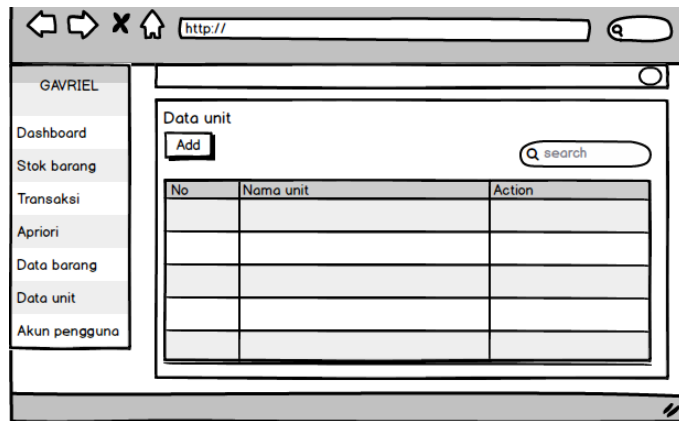 http://
GAVRIEL
Dashboard
Stok barang
Transaksi
Apriori
Data barang
Data unit
Akun pengguna
Data unit
Add
search
No Nama unit Action